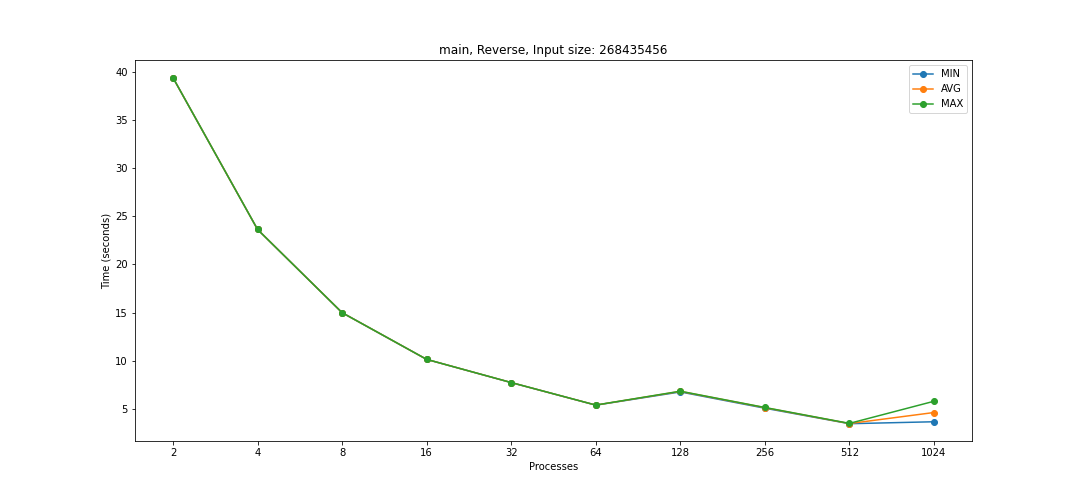 main, Reverse, Input size: 268435456
MIN
AVG
MAX
40
35
30
25
20
15
10
5
Time (seconds)
2 4 8 16 32 64 128 256 512 1024
Processes